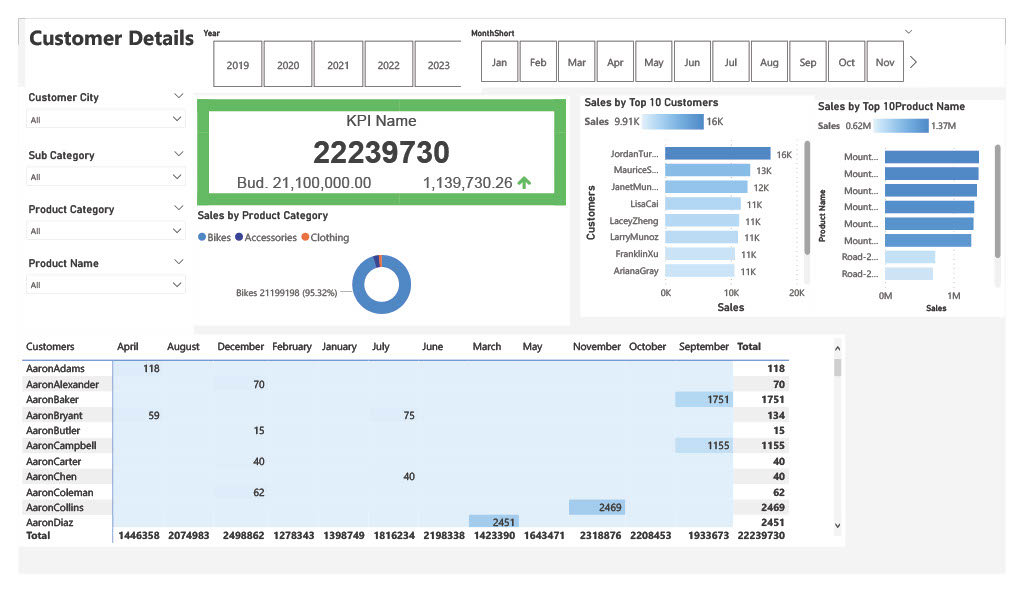 Customer Details
Year
2019 2020 2021 2022 2023
MonthShort
Jan Feb Mar Apr May Jun Jul Aug Sep Oct Nov
Customer City
All
Sub Category
All
Product Category
All
Product Name
All
KPI Name
22239730
Bud. 21,100,000.00 1,139,730.26
Sales by Product Category
Bikes Accessories Clothing
Bikes 21199198 (95.32%)
Sales by Top 10 Customers
Sales 9.91K 16K
Customers
JordanTur... 16K
MauriceS... 13K
JanetMun... 12K
LisaCai 11K
LaceyZheng 11K
LarryMunoz 11K
FranklinXu 11K
ArianaGray 11K
0K 10K 20K
Sales
Sales by Top 10Product Name
Sales 0.62M 1.37M
Product Name
Mount...
Mount...
Mount...
Mount...
Mount...
Mount...
Road-2...
Road-2...
0M 1M
Sales
Customers April August December February January July June March May November October September Total
AaronAdams 118 118
AaronAlexander 70 70
AaronBaker 1751 1751
AaronBryant 59 75 134
AaronButler 15 15
AaronCampbell 1155 1155
AaronCarter 40 40
AaronChen 40 40
AaronColeman 62 62
AaronCollins 2469 2469
AaronDiaz 2451 2451
Total 1446358 2074983 2498862 1278343 1398749 1816234 2198338 1423390 1643471 2318876 2208453 1933673 22239730